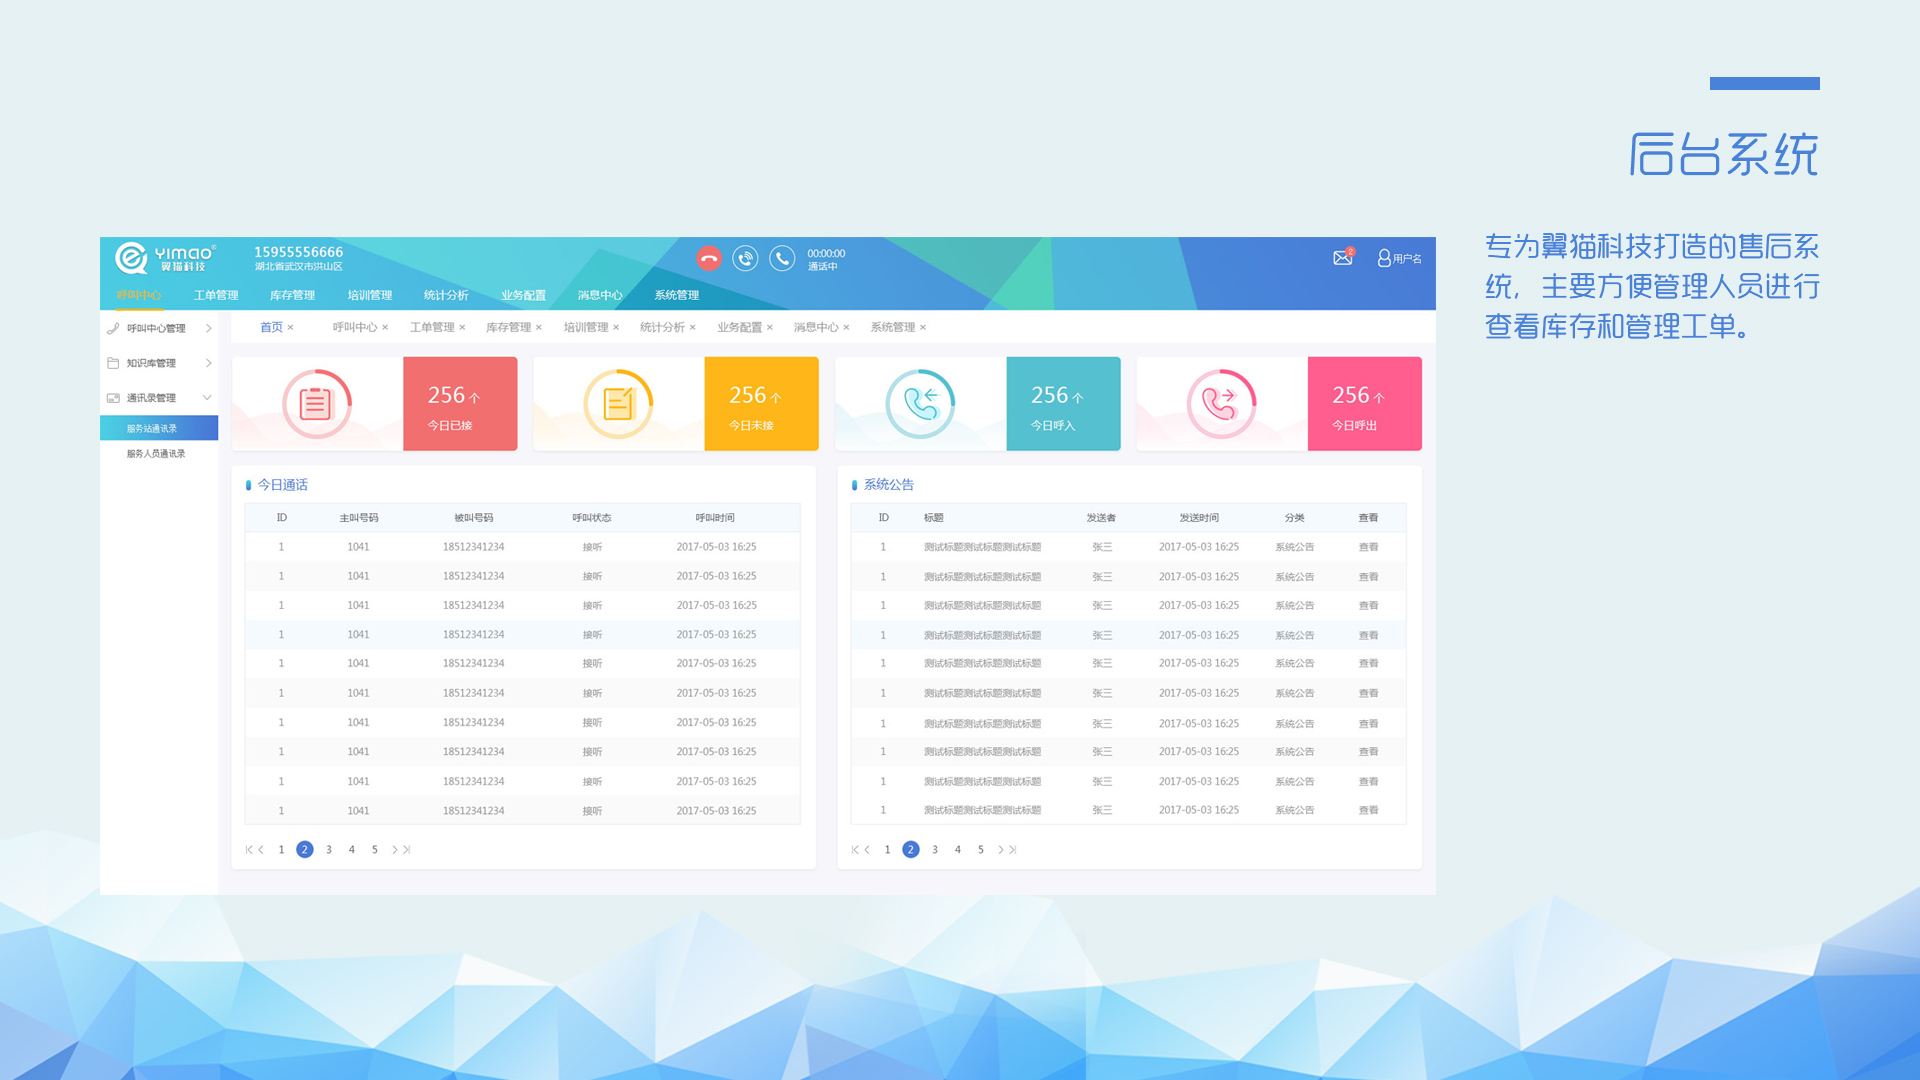 后台系统
专为翼猫科技打造的售后系
统，主要方便管理人员进行
查看库存和管理工单。
YIMAO®
翼猫科技
15955556666
湖北省武汉市洪山区
00:00:00
通话中
2
用户名
呼叫中心 工单管理 库存管理 培训管理 统计分析 业务配置 消息中心 系统管理
呼叫中心管理
知识库管理
通讯录管理
服务站通讯录
服务人员通讯录
首页 × 呼叫中心 × 工单管理 × 库存管理 × 培训管理 × 统计分析 × 业务配置 × 消息中心 × 系统管理 ×
256 个
今日已接
256 个
今日未接
256 个
今日呼入
256 个
今日呼出
今日通话
ID 主叫号码 被叫号码 呼叫状态 呼叫时间
1 1041 18512341234 接听 2017-05-03 16:25
1 1041 18512341234 接听 2017-05-03 16:25
1 1041 18512341234 接听 2017-05-03 16:25
1 1041 18512341234 接听 2017-05-03 16:25
1 1041 18512341234 接听 2017-05-03 16:25
1 1041 18512341234 接听 2017-05-03 16:25
1 1041 18512341234 接听 2017-05-03 16:25
1 1041 18512341234 接听 2017-05-03 16:25
1 1041 18512341234 接听 2017-05-03 16:25
1 1041 18512341234 接听 2017-05-03 16:25
1 2 3 4 5
系统公告
ID 标题 发送者 发送时间 分类 查看
1 测试标题测试标题测试标题 张三 2017-05-03 16:25 系统公告 查看
1 测试标题测试标题测试标题 张三 2017-05-03 16:25 系统公告 查看
1 测试标题测试标题测试标题 张三 2017-05-03 16:25 系统公告 查看
1 测试标题测试标题测试标题 张三 2017-05-03 16:25 系统公告 查看
1 测试标题测试标题测试标题 张三 2017-05-03 16:25 系统公告 查看
1 测试标题测试标题测试标题 张三 2017-05-03 16:25 系统公告 查看
1 测试标题测试标题测试标题 张三 2017-05-03 16:25 系统公告 查看
1 测试标题测试标题测试标题 张三 2017-05-03 16:25 系统公告 查看
1 测试标题测试标题测试标题 张三 2017-05-03 16:25 系统公告 查看
1 测试标题测试标题测试标题 张三 2017-05-03 16:25 系统公告 查看
1 2 3 4 5